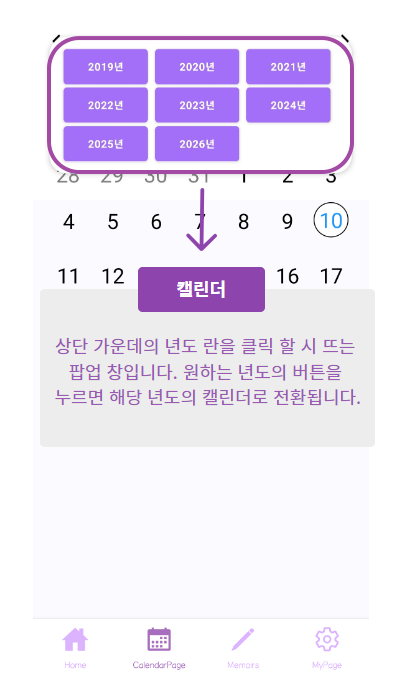 2019년 2020년 2021년
2022년 2023년 2024년
2025년 2026년
28 29 30 31 1 2 3
4 5 6 7 8 9 10
11 12 16 17
캘린더
상단 가운데의 년도 란을 클릭 할 시 뜨는
팝업 창입니다. 원하는 년도의 버튼을
누르면 해당 년도의 캘린더로 전환됩니다.
Home CalendarPage Memoirs MyPage